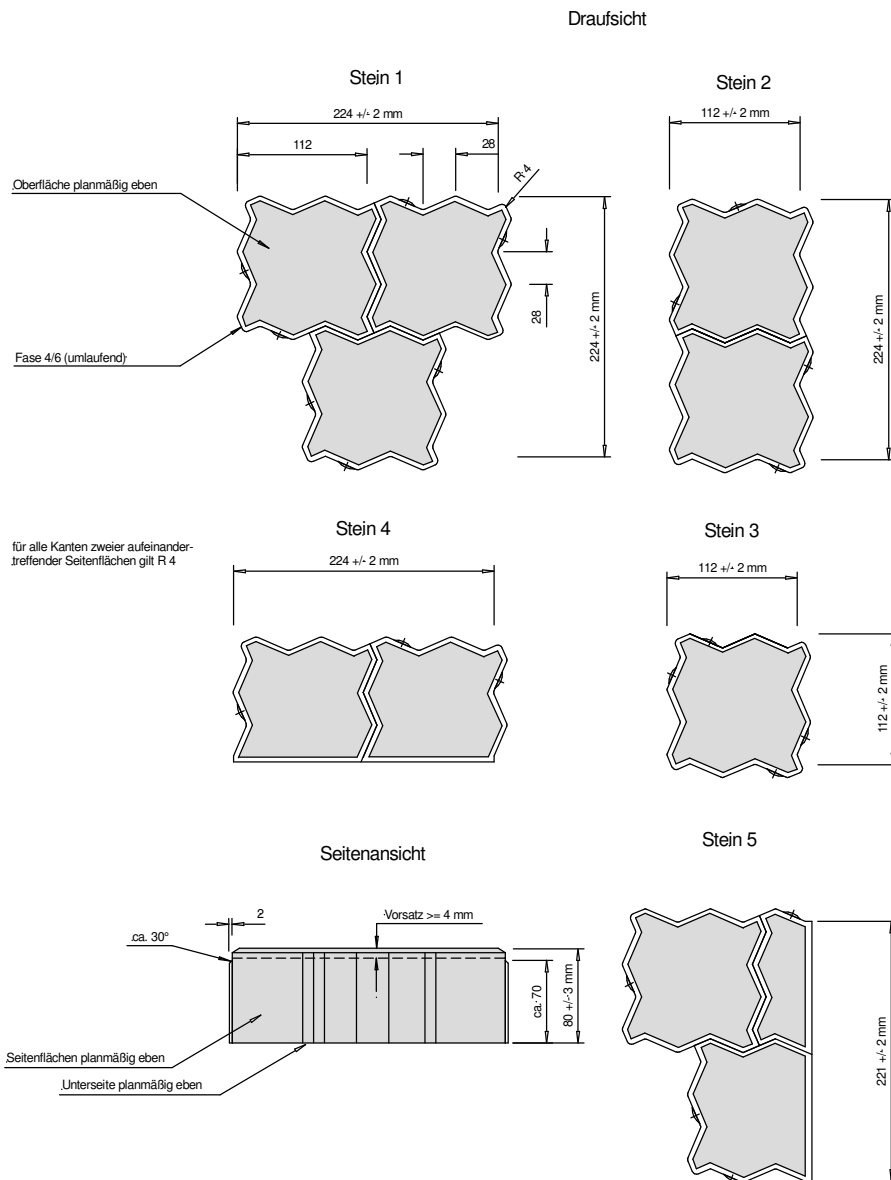 Draufsicht
Stein 1
Stein 2
224 +/- 2 mm
112 +/- 2 mm
112
28
R 4
Oberfläche planmäßig eben
28
224 +/- 2 mm
224 +/- 2 mm
Fase 4/6 (umlaufend)
Stein 4
Stein 3
für alle Kanten zweier aufeinander-
treffender Seitenflächen gilt R 4
224 +/- 2 mm
112 +/- 2 mm
112 +/- 2 mm
Seitenansicht
Stein 5
2
Vorsatz >= 4 mm
ca. 30°
ca. 70
80 +/-3 mm
221 +/- 2 mm
Seitenflächen planmäßig eben
Unterseite planmäßig eben